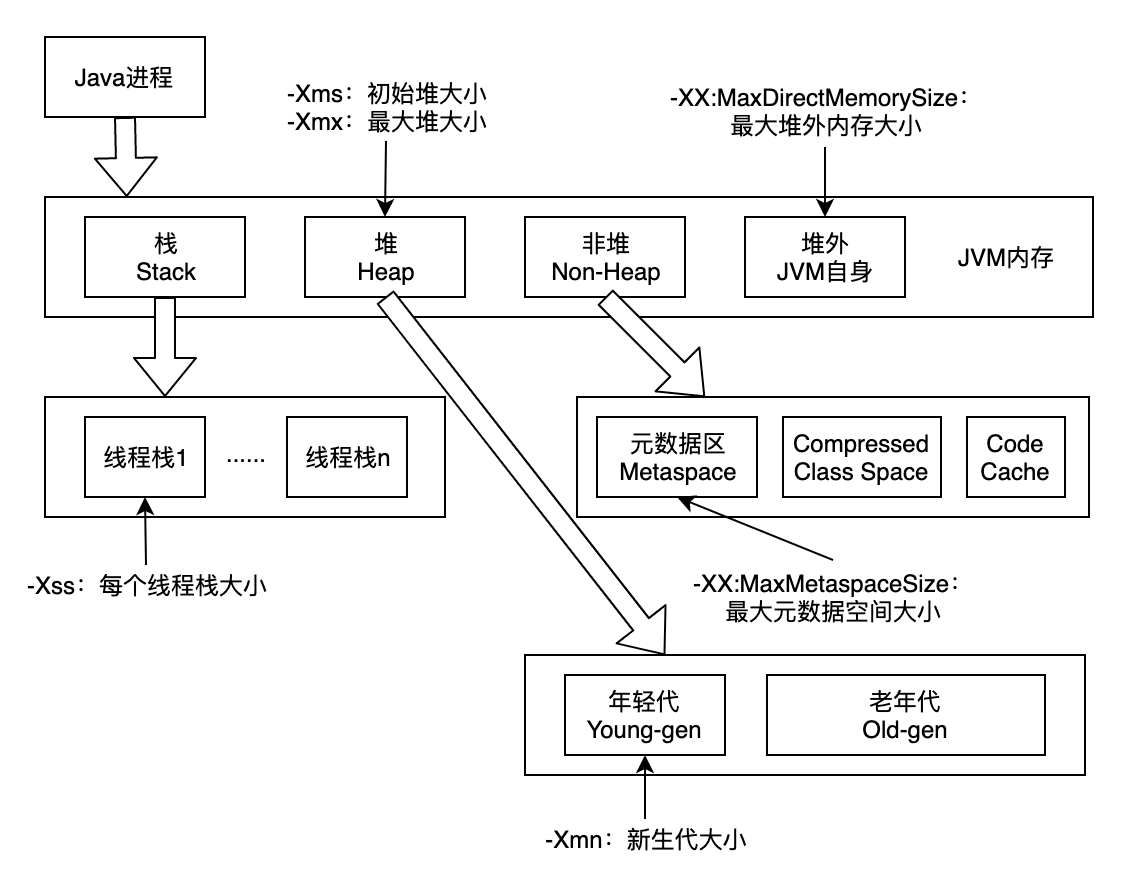 Java进程
-Xms：初始堆大小
-Xmx：最大堆大小
-XX:MaxDirectMemorySize：
最大堆外内存大小
栈
Stack
堆
Heap
非堆
Non-Heap
堆外
JVM自身
JVM内存
线程栈1
······
线程栈n
元数据区
Metaspace
Compressed
Class Space
Code
Cache
-Xss：每个线程栈大小
-XX:MaxMetaspaceSize：
最大元数据空间大小
年轻代
Young-gen
老年代
Old-gen
-Xmn：新生代大小